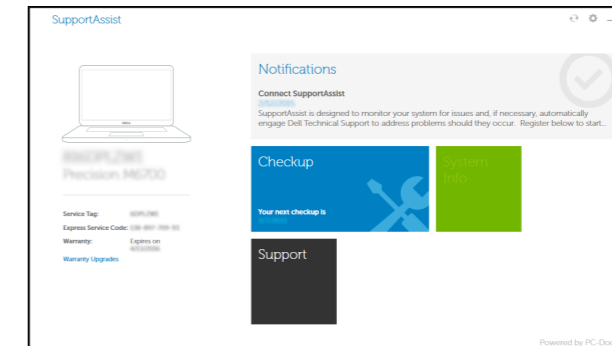 SupportAssist
Notifications
Connect SupportAssist
SupportAssist is designed to monitor your system for issues and, if necessary, automatically
engage Dell Technical Support to address problems should they occur. Register below to start...
Precision M6700
Checkup
System
Info
Your next checkup is
Service Tag:
Express Service Code:
Warranty: Expires on
Warranty Upgrades
Support
Powered by PC-Doc